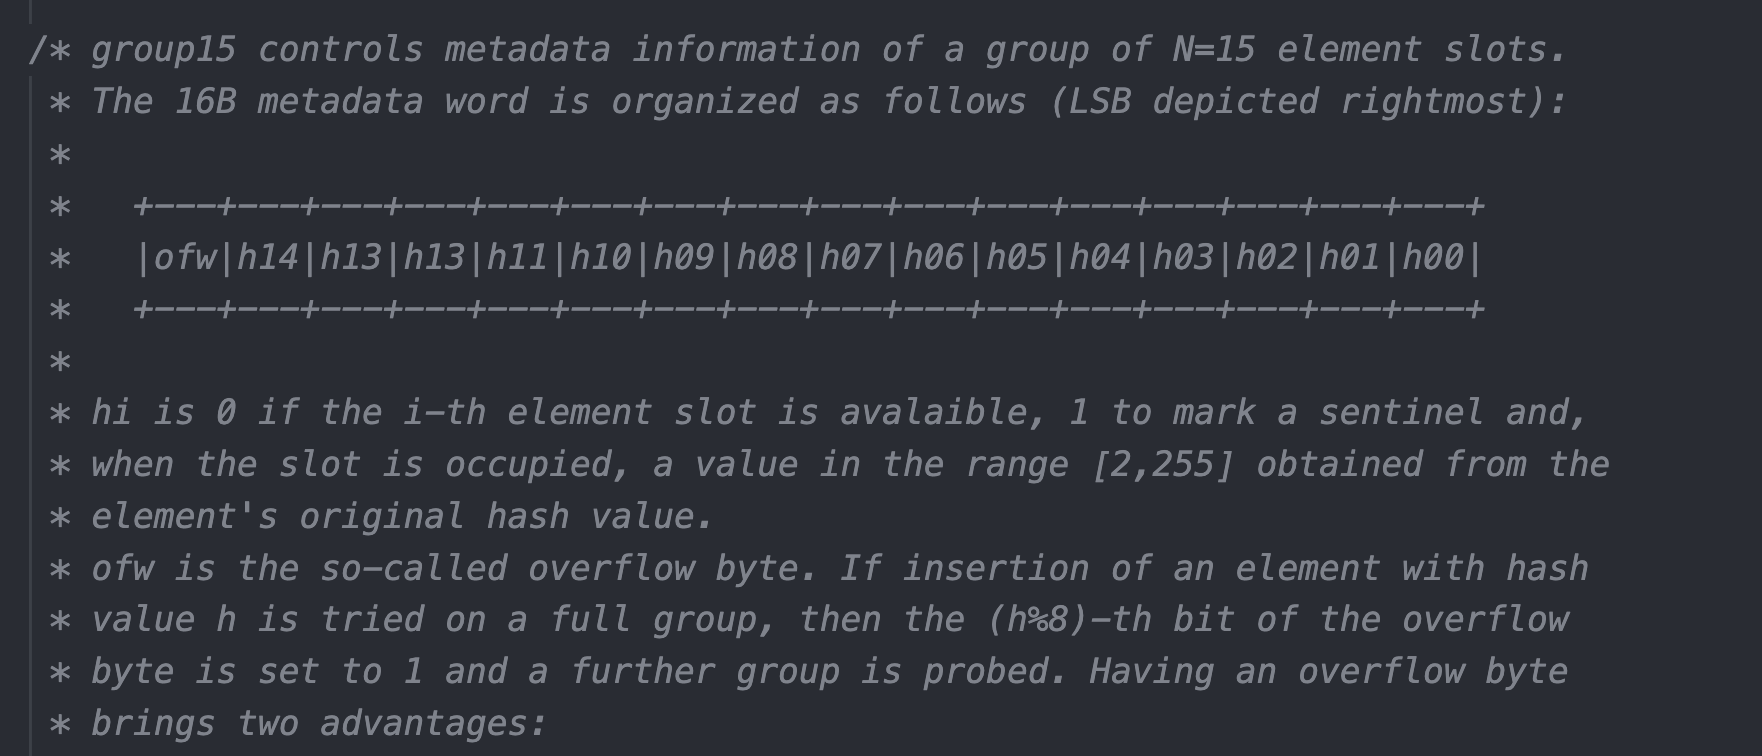 /* group15 controls metadata information of a group of N=15 element slots.
 * The 16B metadata word is organized as follows (LSB depicted rightmost):
 *
 *   +---+---+---+---+---+---+---+---+---+---+---+---+---+---+---+---+
 *   |ofw|h14|h13|h13|h11|h10|h09|h08|h07|h06|h05|h04|h03|h02|h01|h00|
 *   +---+---+---+---+---+---+---+---+---+---+---+---+---+---+---+---+
 *
 * hi is 0 if the i-th element slot is avalaible, 1 to mark a sentinel and,
 * when the slot is occupied, a value in the range [2,255] obtained from the
 * element's original hash value.
 * ofw is the so-called overflow byte. If insertion of an element with hash
 * value h is tried on a full group, then the (h%8)-th bit of the overflow
 * byte is set to 1 and a further group is probed. Having an overflow byte
 * brings two advantages: